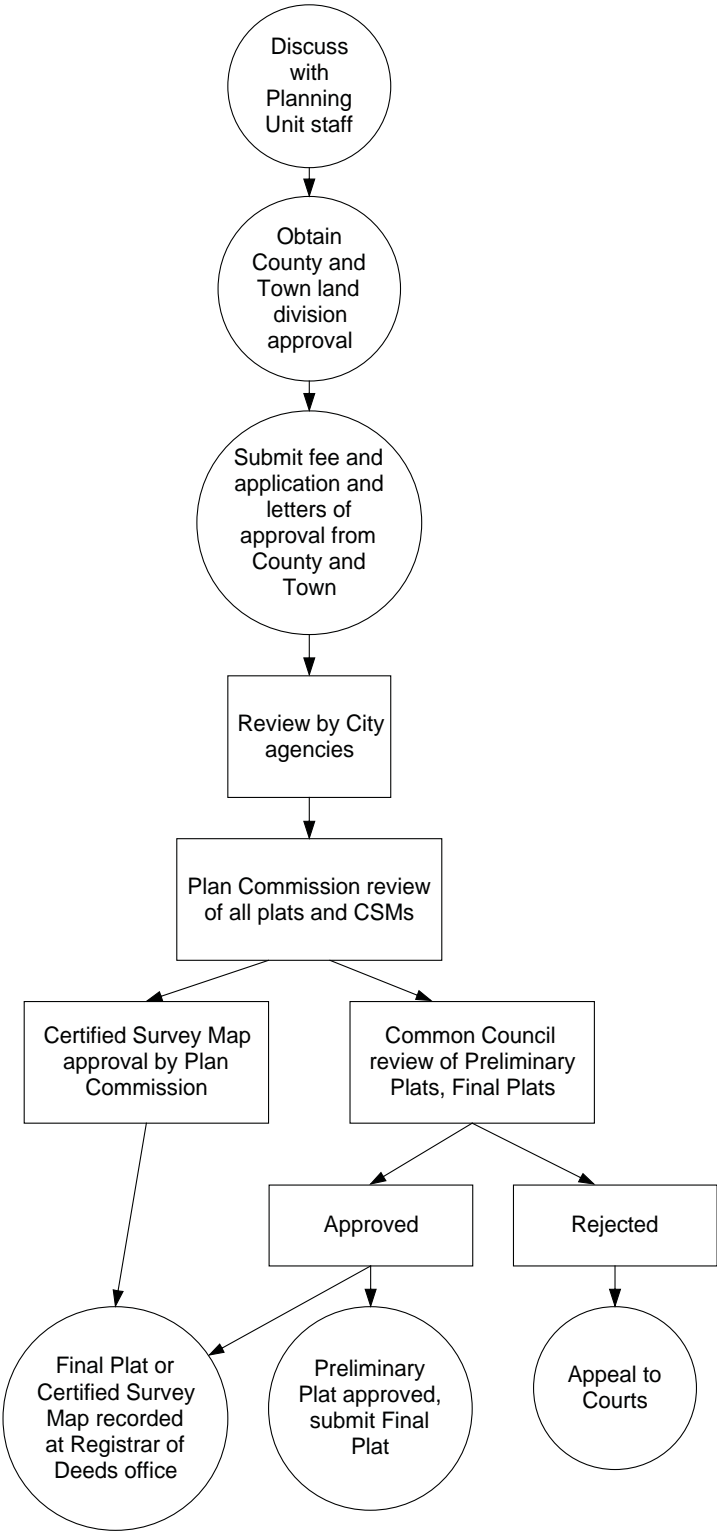 Discuss
with
Planning
Unit staff
Obtain
County and
Town land
division
approval
Submit fee and
application and
letters of
approval from
County and
Town
Review by City
agencies
Plan Commission review
of all plats and CSMs
Certified Survey Map
approval by Plan
Commission
Common Council
review of Preliminary
Plats, Final Plats
Approved
Rejected
Final Plat or
Certified Survey
Map recorded
at Registrar of
Deeds office
Preliminary
Plat approved,
submit Final
Plat
Appeal to
Courts